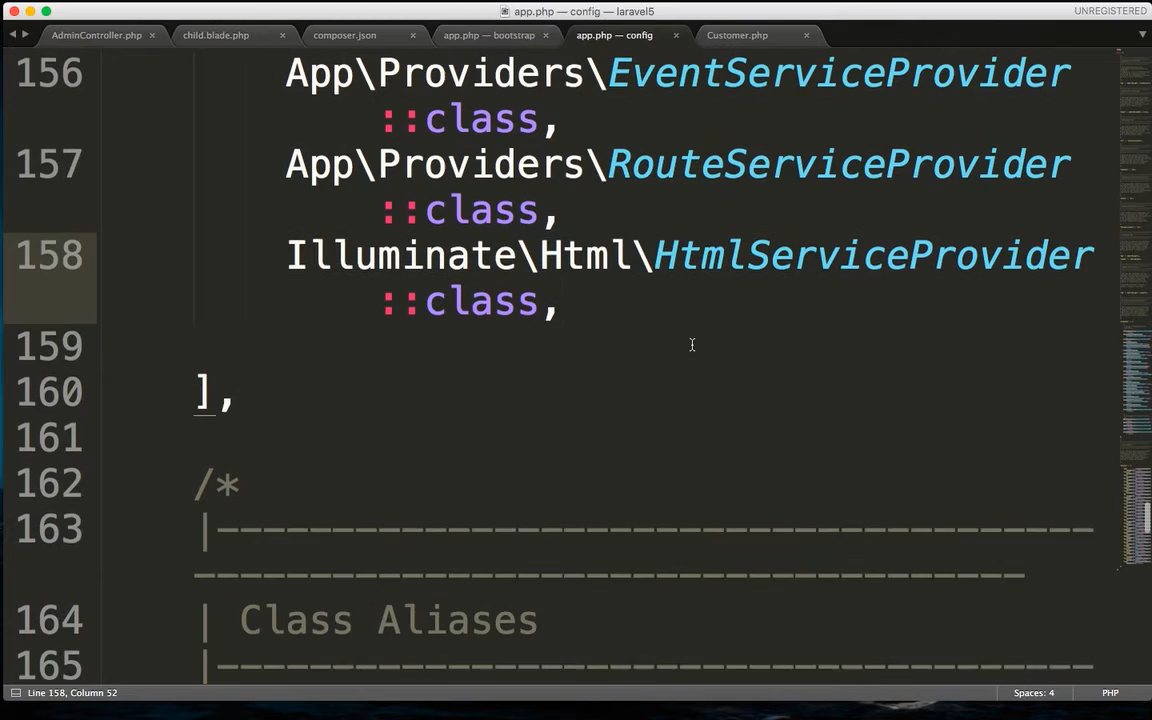 app.php — config — laravel5
UNREGISTERED
AdminController.php ×
child.blade.php ×
composer.json ×
app.php — bootstrap ×
app.php — config ×
Customer.php ×
156 App\Providers\EventServiceProvider
::class,
157 App\Providers\RouteServiceProvider
::class,
158 Illuminate\Html\HtmlServiceProvider
::class,
159
160 ],
161
162 /*
163 |--------------------------------------
------------------------------------
164 | Class Aliases
165 |--------------------------------------
Line 158, Column 52
Spaces: 4
PHP